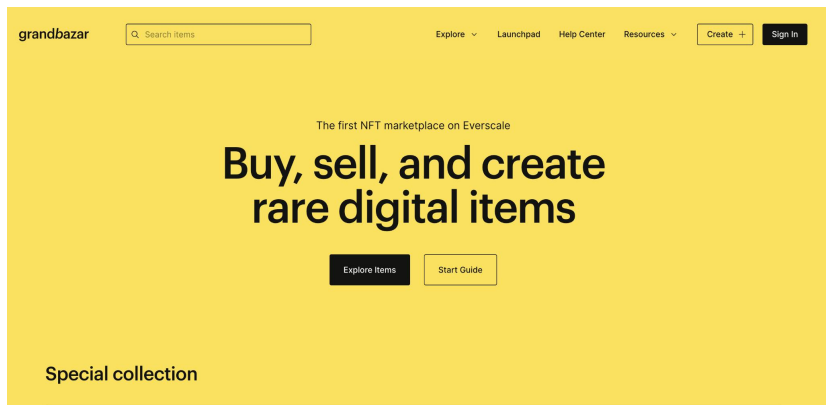 grandbazar
Search items
Explore
Launchpad
Help Center
Resources
Create +
Sign In
The first NFT marketplace on Everscale
Buy, sell, and create
rare digital items
Explore Items
Start Guide
Special collection